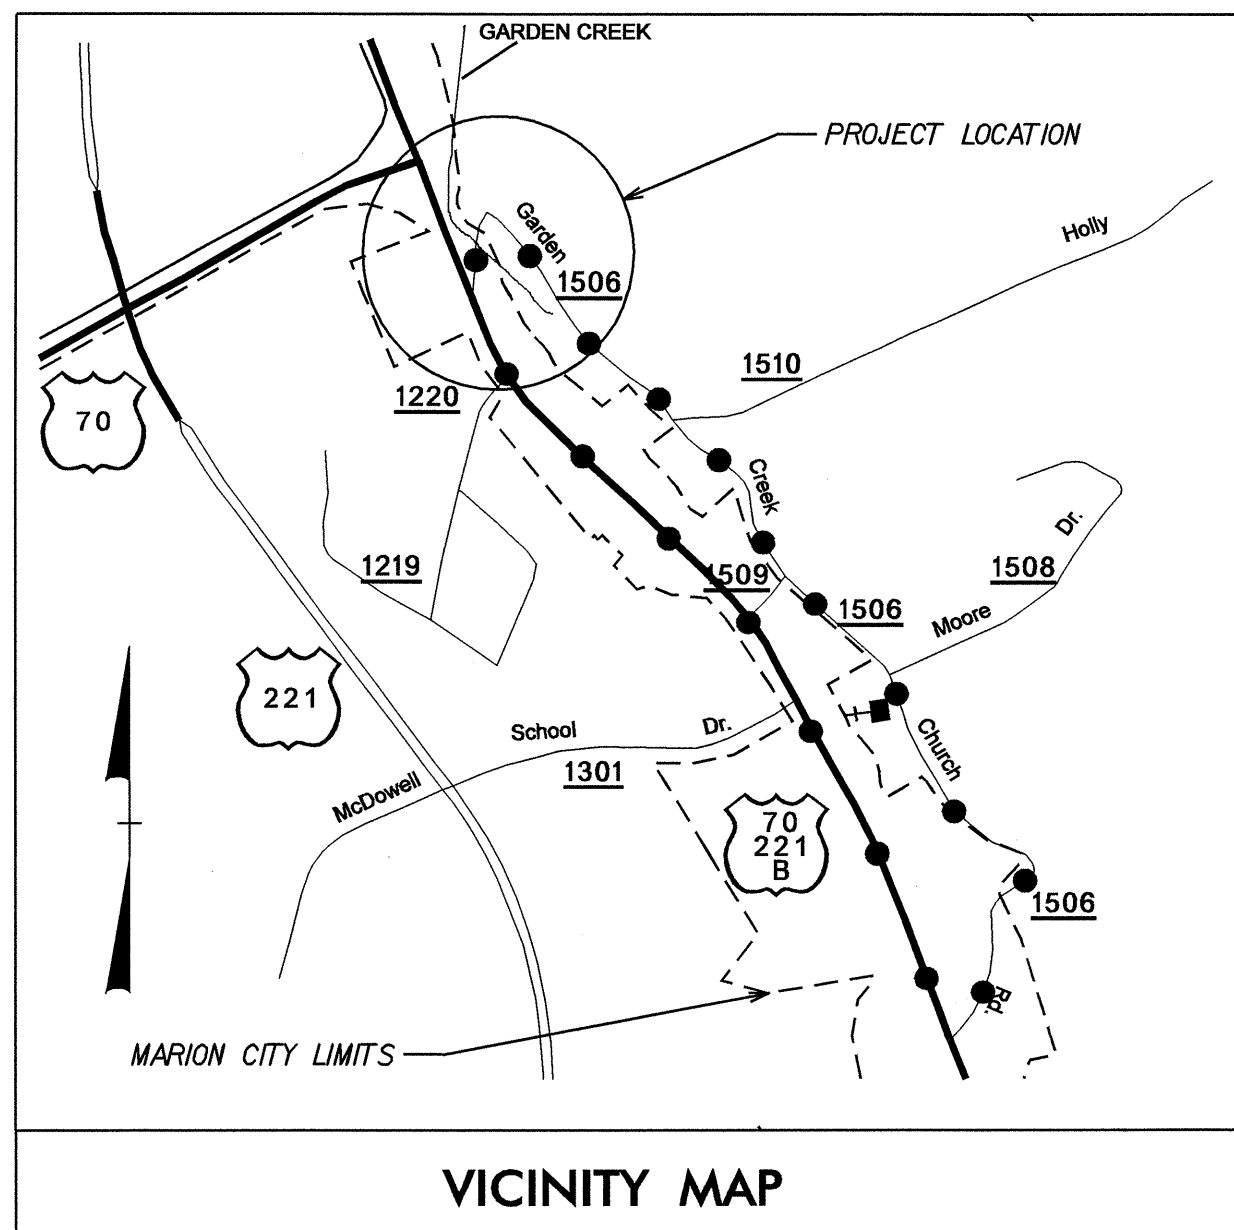 GARDEN CREEK
PROJECT LOCATION
Garden
Holly
1506
1510
1220
70
Creek
Dr.
1219
1509
1508
1506
Moore
221
School
Dr.
Church
1301
McDowell
70
221
B
1506
Rd.
MARION CITY LIMITS
VICINITY MAP